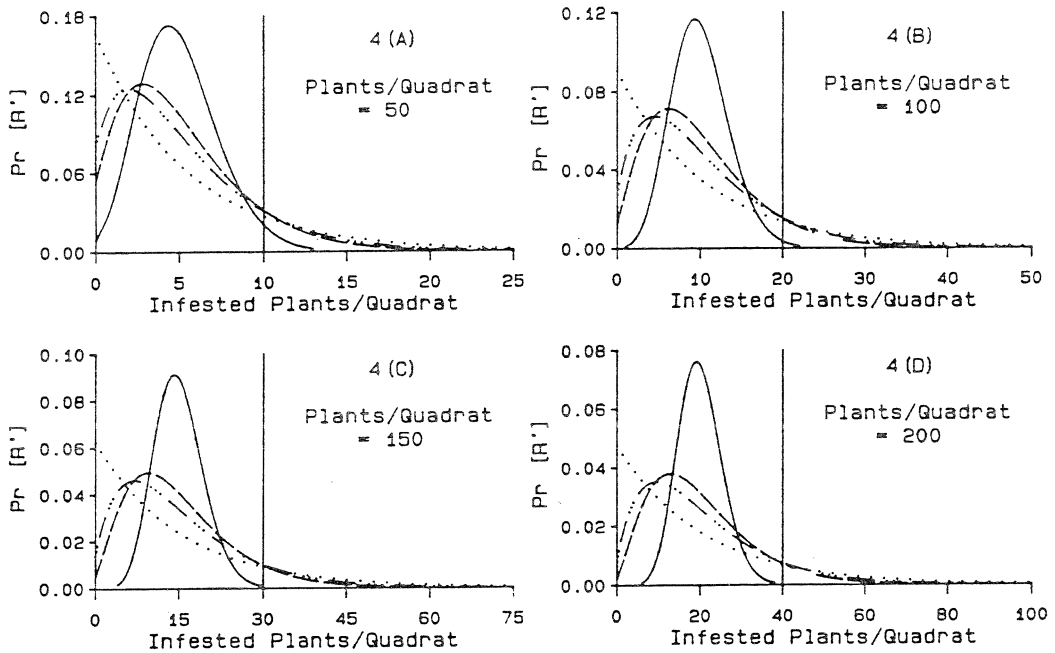 0.18
0.12
0.06
0.00
Pr [R']
4 (A)
Plants/Quadrat
= 50
0 5 10 15 20 25
Infested Plants/Quadrat
0.12
0.08
0.04
0.00
Pr [R']
4 (B)
Plants/Quadrat
= 100
0 10 20 30 40 50
Infested Plants/Quadrat
0.10
0.08
0.06
0.04
0.02
0.00
Pr [R']
4 (C)
Plants/Quadrat
= 150
0 15 30 45 60 75
Infested Plants/Quadrat
0.08
0.06
0.04
0.02
0.00
Pr [R']
4 (D)
Plants/Quadrat
= 200
0 20 40 60 80 100
Infested Plants/Quadrat